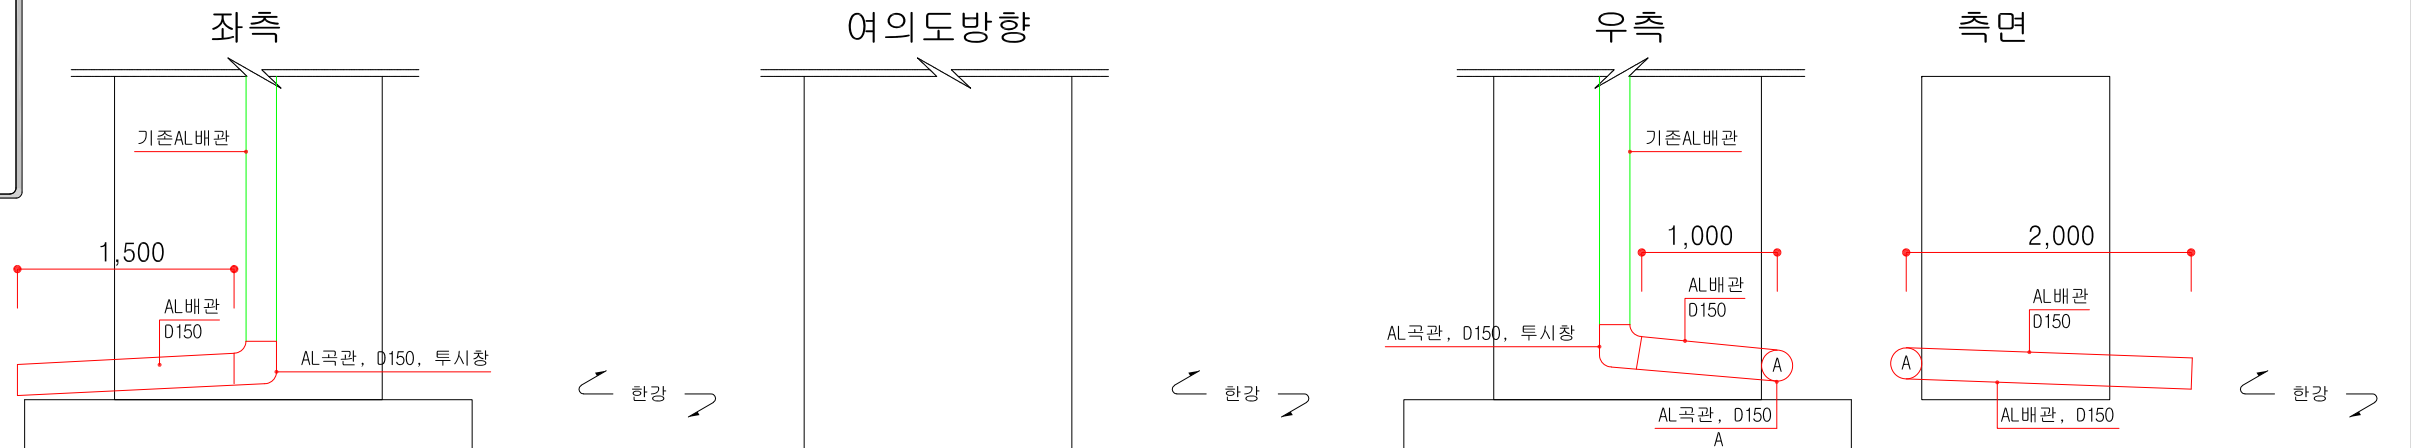 좌측
여의도방향
우측
측면
기존AL배관
기존AL배관
1,500
1,000
2,000
AL배관
D150
AL배관
D150
AL배관
D150
AL곡관, D150, 투시창
AL곡관, D150, 투시창
A
A
한강
한강
한강
AL곡관, D150
A
AL배관, D150